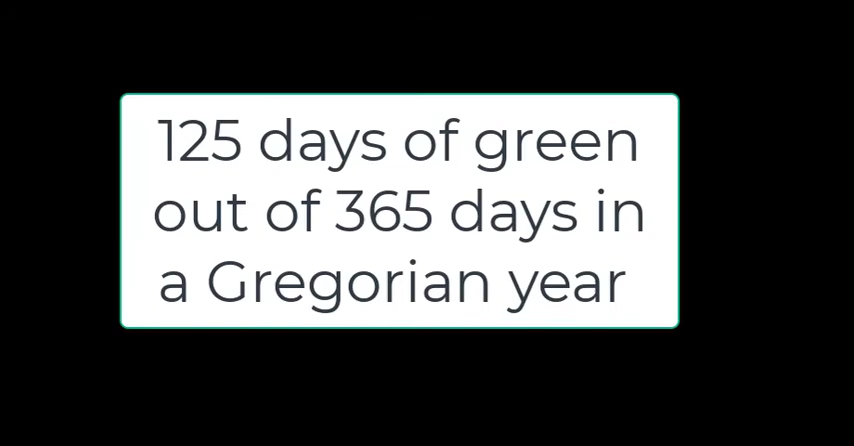 125 days of green
out of 365 days in
a Gregorian year